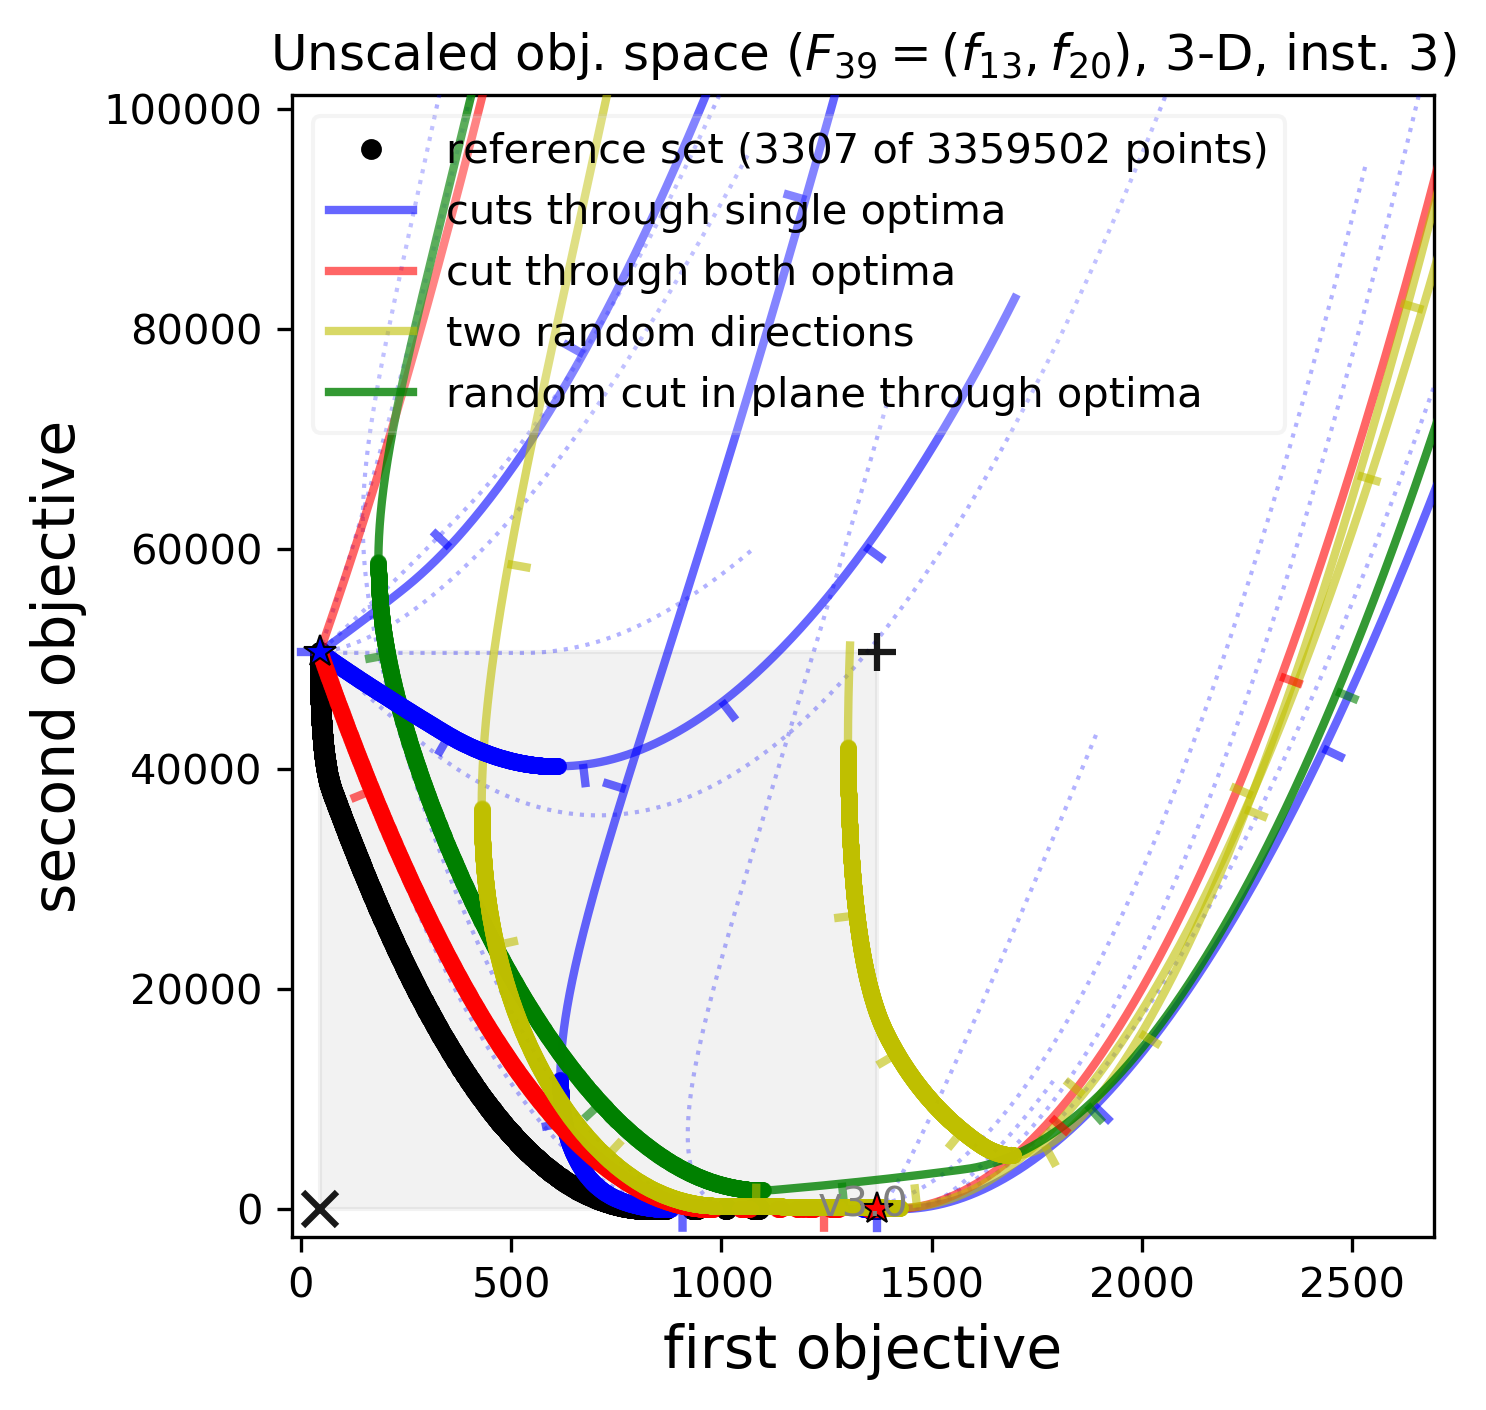 Unscaled obj. space (F₃₉ = (f₁₃, f₂₀), 3-D, inst. 3)
100000
80000
60000
40000
20000
0
second objective
reference set (3307 of 3359502 points)
cuts through single optima
cut through both optima
two random directions
random cut in plane through optima
v3.0
0 500 1000 1500 2000 2500
first objective